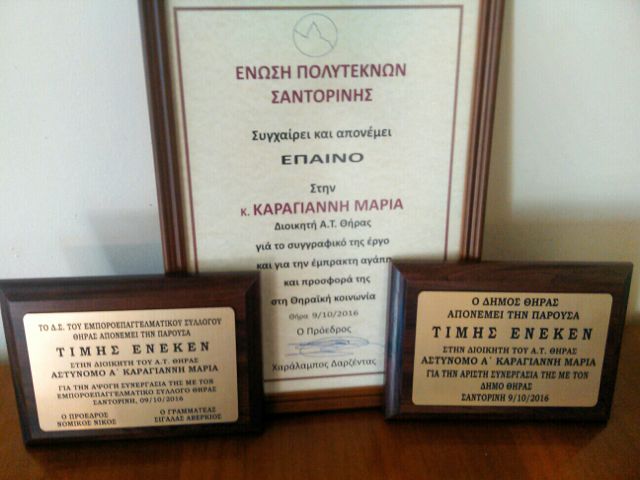 ΕΝΩΣΗ ΠΟΛΥΤΕΚΝΩΝ
ΣΑΝΤΟΡΙΝΗΣ
Συγχαίρει και απονέμει
ΕΠΑΙΝΟ
Στην
κ. ΚΑΡΑΓΙΑΝΝΗ ΜΑΡΙΑ
Διοικητή Α.Τ. Θήρας
γιά το συγγραφικό της έργο
και για την έμπρακτη αγάπη
και προσφορά της
στη Θηραϊκή κοινωνία
Θήρα 9/10/2016
Ο Πρόεδρος
Χαράλαμπος Δαρζέντας
ΤΟ Δ.Σ. ΤΟΥ ΕΜΠΟΡΟΕΠΑΓΓΕΛΜΑΤΙΚΟΥ ΣΥΛΛΟΓΟΥ
ΘΗΡΑΣ ΑΠΟΝΕΜΕΙ ΤΗΝ ΠΑΡΟΥΣΑ
ΤΙΜΗΣ ΕΝΕΚΕΝ
ΣΤΗΝ ΔΙΟΙΚΗΤΗ ΤΟΥ Α.Τ. ΘΗΡΑΣ
ΑΣΤΥΝΟΜΟ Α΄ ΚΑΡΑΓΙΑΝΝΗ ΜΑΡΙΑ
ΓΙΑ ΤΗΝ ΑΨΟΓΗ ΣΥΝΕΡΓΑΣΙΑ ΤΗΣ ΜΕ ΤΟΝ
ΕΜΠΟΡΟΕΠΑΓΓΕΛΜΑΤΙΚΟ ΣΥΛΛΟΓΟ ΘΗΡΑΣ
ΣΑΝΤΟΡΙΝΗ, 09/10/2016
Ο ΠΡΟΕΔΡΟΣ Ο ΓΡΑΜΜΑΤΕΑΣ
ΝΟΜΙΚΟΣ ΝΙΚΟΣ ΣΙΓΑΛΑΣ ΑΒΕΡΚΙΟΣ
Ο ΔΗΜΟΣ ΘΗΡΑΣ
ΑΠΟΝΕΜΕΙ ΤΗΝ ΠΑΡΟΥΣΑ
ΤΙΜΗΣ ΕΝΕΚΕΝ
ΣΤΗΝ ΔΙΟΙΚΗΤΗ ΤΟΥ Α.Τ. ΘΗΡΑΣ
ΑΣΤΥΝΟΜΟ Α΄ ΚΑΡΑΓΙΑΝΝΗ ΜΑΡΙΑ
ΓΙΑ ΤΗΝ ΑΡΙΣΤΗ ΣΥΝΕΡΓΑΣΙΑ ΤΗΣ ΜΕ ΤΟΝ
ΔΗΜΟ ΘΗΡΑΣ
ΣΑΝΤΟΡΙΝΗ 9/10/2016